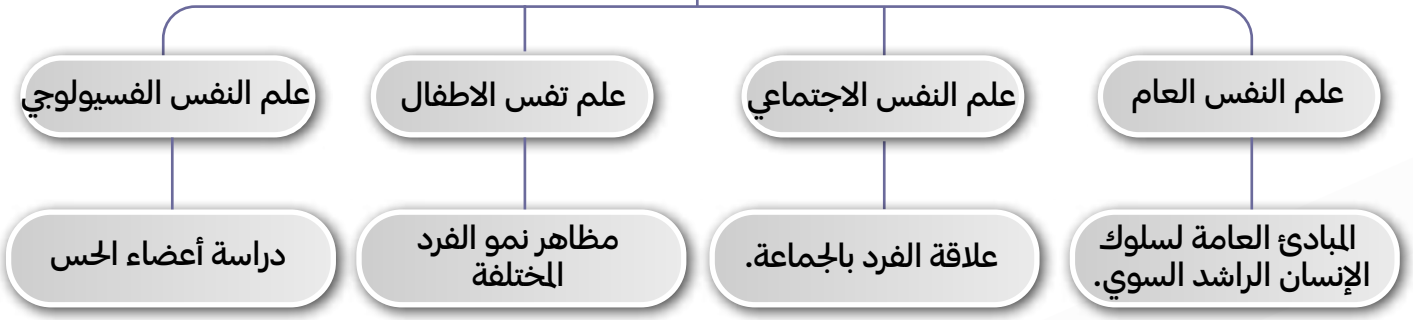 علم النفس العام
علم النفس الاجتماعي
علم تفس الاطفال
علم النفس الفسيولوجي
المبادئ العامة لسلوك
الإنسان الراشد السوي.
علاقة الفرد بالجماعة.
مظاهر نمو الفرد
المختلفة
دراسة أعضاء الحس